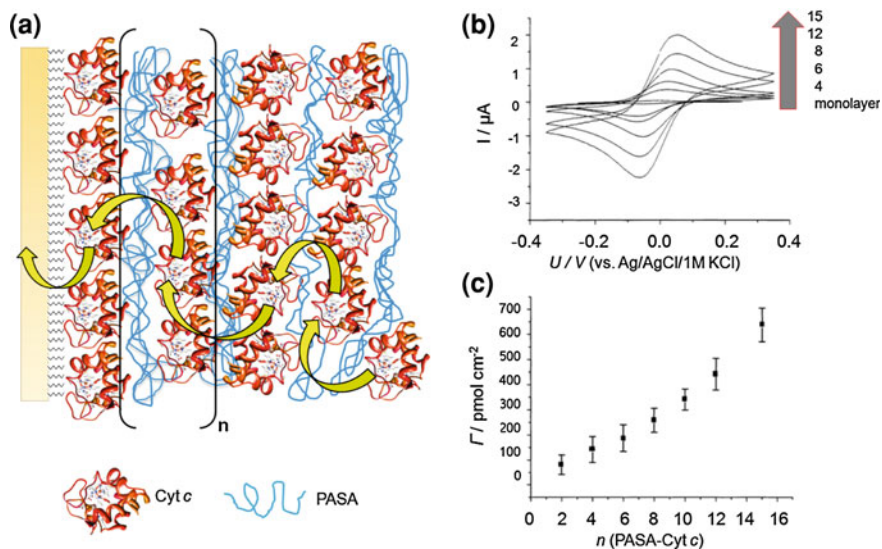 (a)
n
Cyt c
PASA
(b)
I / µA
2
1
0
-1
-2
-3
-0.4 -0.2 0.0 0.2 0.4
U / V (vs. Ag/AgCl/1M KCl)
15
12
8
6
4
monolayer
(c)
Γ / pmol cm-2
700
600
500
400
300
200
100
0
0 2 4 6 8 10 12 14 16
n (PASA-Cyt c)